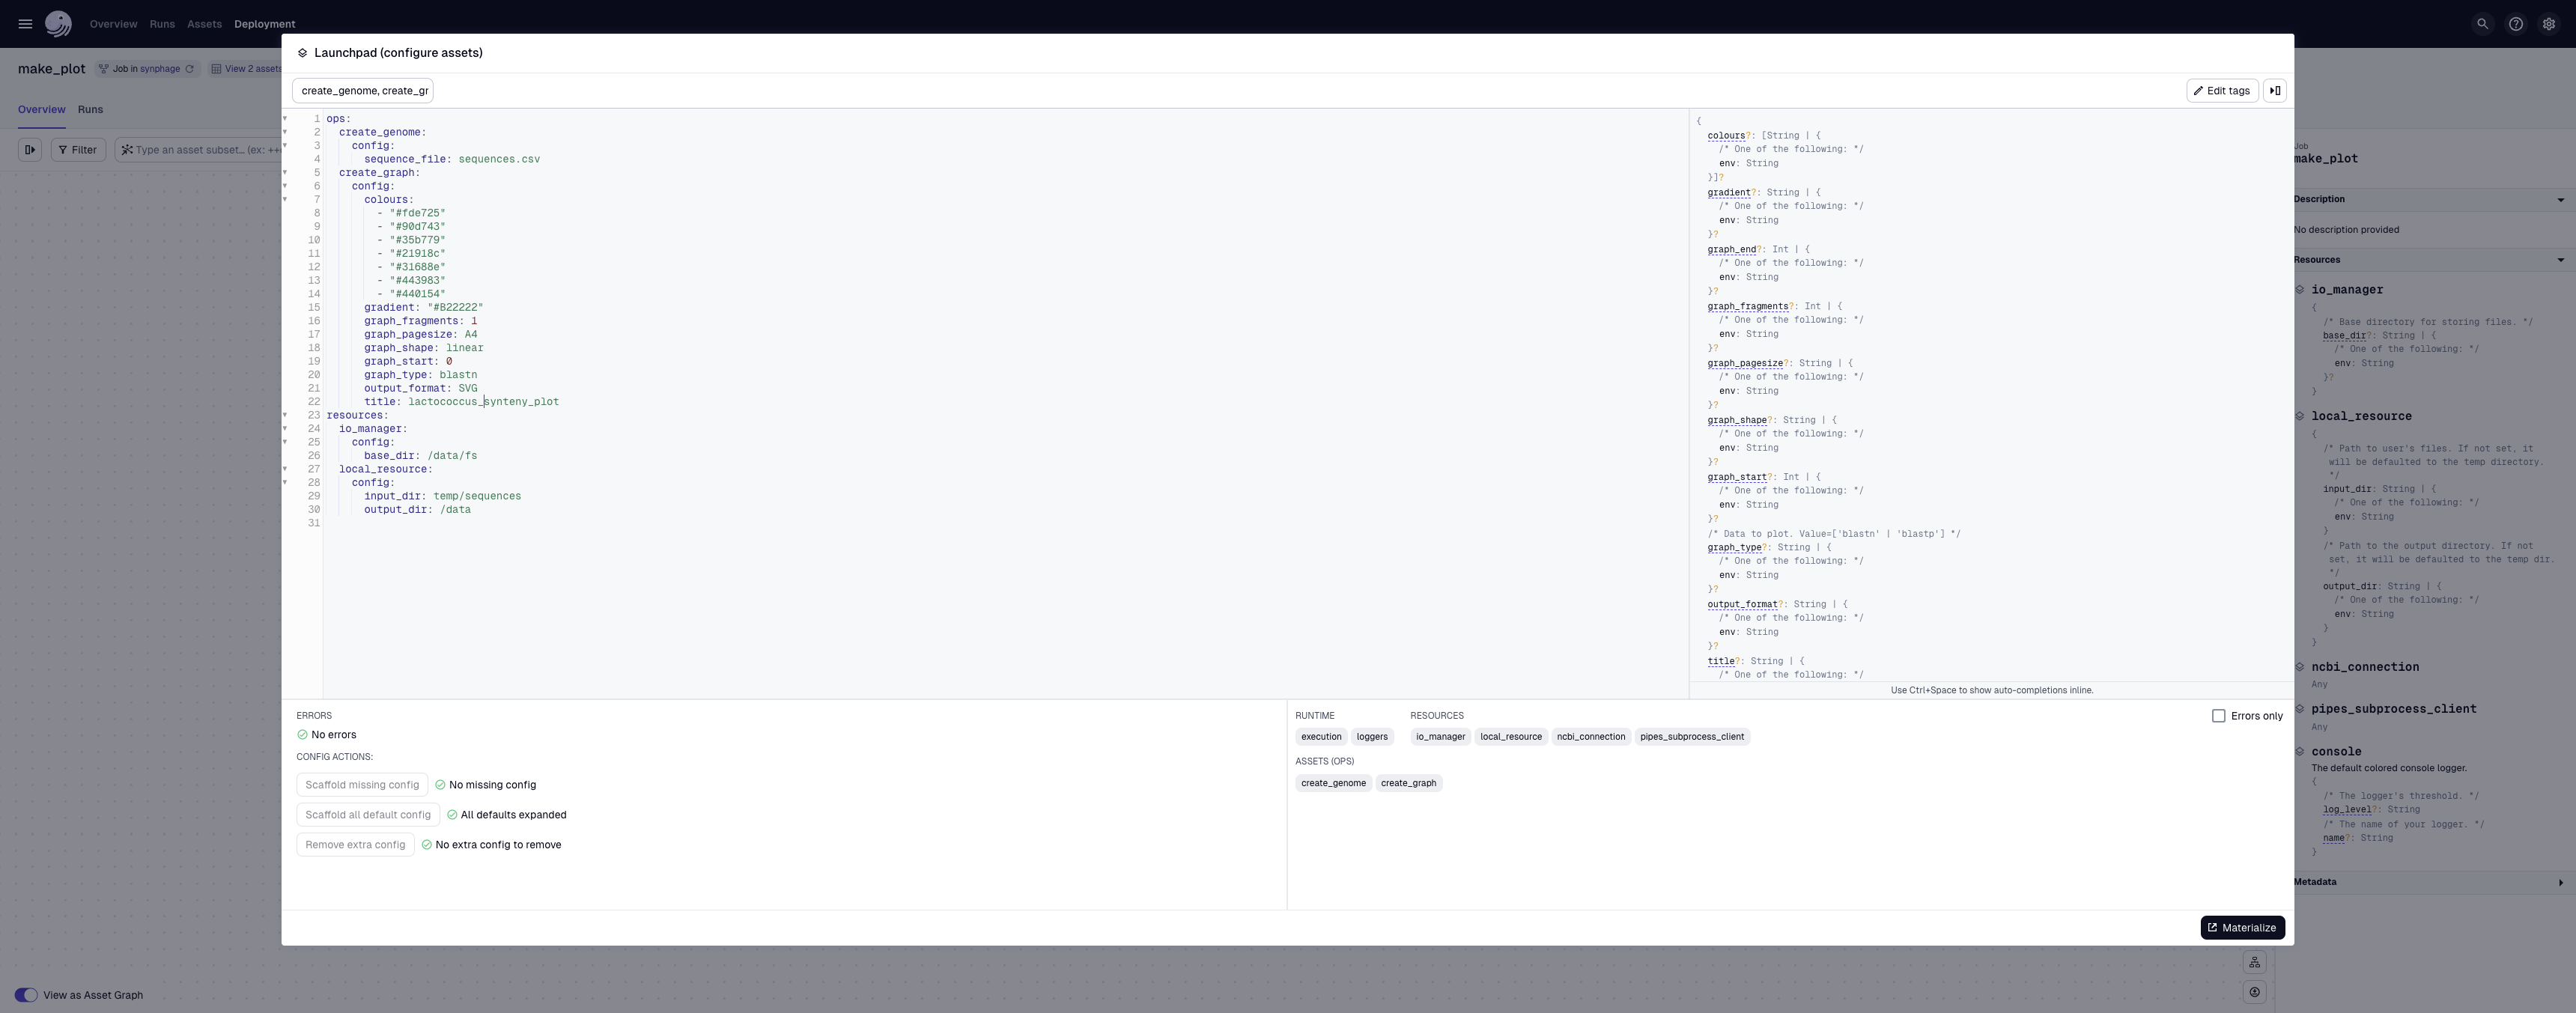 Overview Runs Assets Deployment
make_plot Job in synphage View 2 assets
Overview Runs
Filter Type an asset subset… (ex: ++
Launchpad (configure assets)
create_genome, create_gr
Edit tags
1 ops:
2 create_genome:
3 config:
4 sequence_file: sequences.csv
5 create_graph:
6 config:
7 colours:
8 - "#fde725"
9 - "#90d743"
10 - "#35b779"
11 - "#21918c"
12 - "#31688e"
13 - "#443983"
14 - "#440154"
15 gradient: "#B22222"
16 graph_fragments: 1
17 graph_pagesize: A4
18 graph_shape: linear
19 graph_start: 0
20 graph_type: blastn
21 output_format: SVG
22 title: lactococcus_synteny_plot
23 resources:
24 io_manager:
25 config:
26 base_dir: /data/fs
27 local_resource:
28 config:
29 input_dir: temp/sequences
30 output_dir: /data
31
{
colours?: [String | {
/* One of the following: */
env: String
}]?
gradient?: String | {
/* One of the following: */
env: String
}?
graph_end?: Int | {
/* One of the following: */
env: String
}?
graph_fragments?: Int | {
/* One of the following: */
env: String
}?
graph_pagesize?: String | {
/* One of the following: */
env: String
}?
graph_shape?: String | {
/* One of the following: */
env: String
}?
graph_start?: Int | {
/* One of the following: */
env: String
}?
/* Data to plot. Value=['blastn' | 'blastp'] */
graph_type?: String | {
/* One of the following: */
env: String
}?
output_format?: String | {
/* One of the following: */
env: String
}?
title?: String | {
/* One of the following: */
Use Ctrl+Space to show auto-completions inline.
ERRORS
No errors
CONFIG ACTIONS:
Scaffold missing config No missing config
Scaffold all default config All defaults expanded
Remove extra config No extra config to remove
RUNTIME RESOURCES
Errors only
execution loggers io_manager local_resource ncbi_connection pipes_subprocess_client
ASSETS (OPS)
create_genome create_graph
Materialize
Job
make_plot
Description
No description provided
Resources
io_manager
{
/* Base directory for storing files. */
base_dir?: String | {
/* One of the following: */
env: String
}?
}
local_resource
{
/* Path to user's files. If not set, it
will be defaulted to the temp directory.
*/
input_dir: String | {
/* One of the following: */
env: String
}
/* Path to the output directory. If not
set, it will be defaulted to the temp dir.
*/
output_dir: String | {
/* One of the following: */
env: String
}
}
ncbi_connection
Any
pipes_subprocess_client
Any
console
The default colored console logger.
{
/* The logger's threshold. */
log_level?: String
/* The name of your logger. */
name?: String
}
Metadata
View as Asset Graph